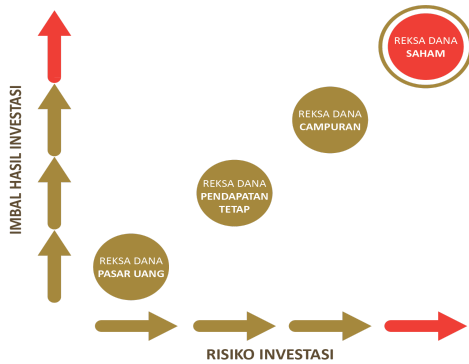 REKSA DANA
SAHAM
REKSA DANA
CAMPURAN
REKSA DANA
PENDAPATAN
TETAP
REKSA DANA
PASAR UANG
IMBAL HASIL INVESTASI
RISIKO INVESTASI